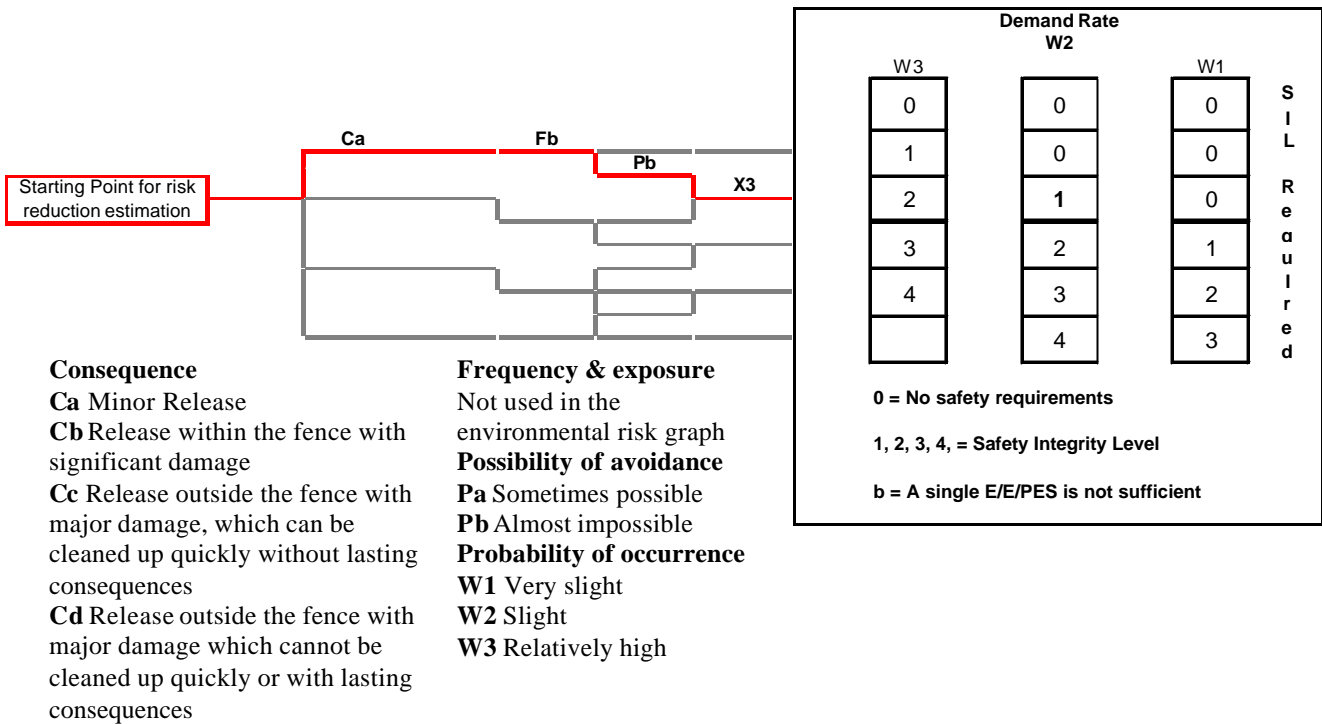 Demand Rate
W2
W3
W1
0 0 0
1 0 0
2 1 0
3 2 1
4 3 2
4 3
S
I
L
R
e
q
u
I
r
e
d
Ca
Fb
Pb
X3
Starting Point for risk
reduction estimation
0 = No safety requirements
1, 2, 3, 4, = Safety Integrity Level
b = A single E/E/PES is not sufficient
Consequence
Ca Minor Release
Cb Release within the fence with
significant damage
Cc Release outside the fence with
major damage, which can be
cleaned up quickly without lasting
consequences
Cd Release outside the fence with
major damage which cannot be
cleaned up quickly or with lasting
consequences
Frequency & exposure
Not used in the
environmental risk graph
Possibility of avoidance
Pa Sometimes possible
Pb Almost impossible
Probability of occurrence
W1 Very slight
W2 Slight
W3 Relatively high